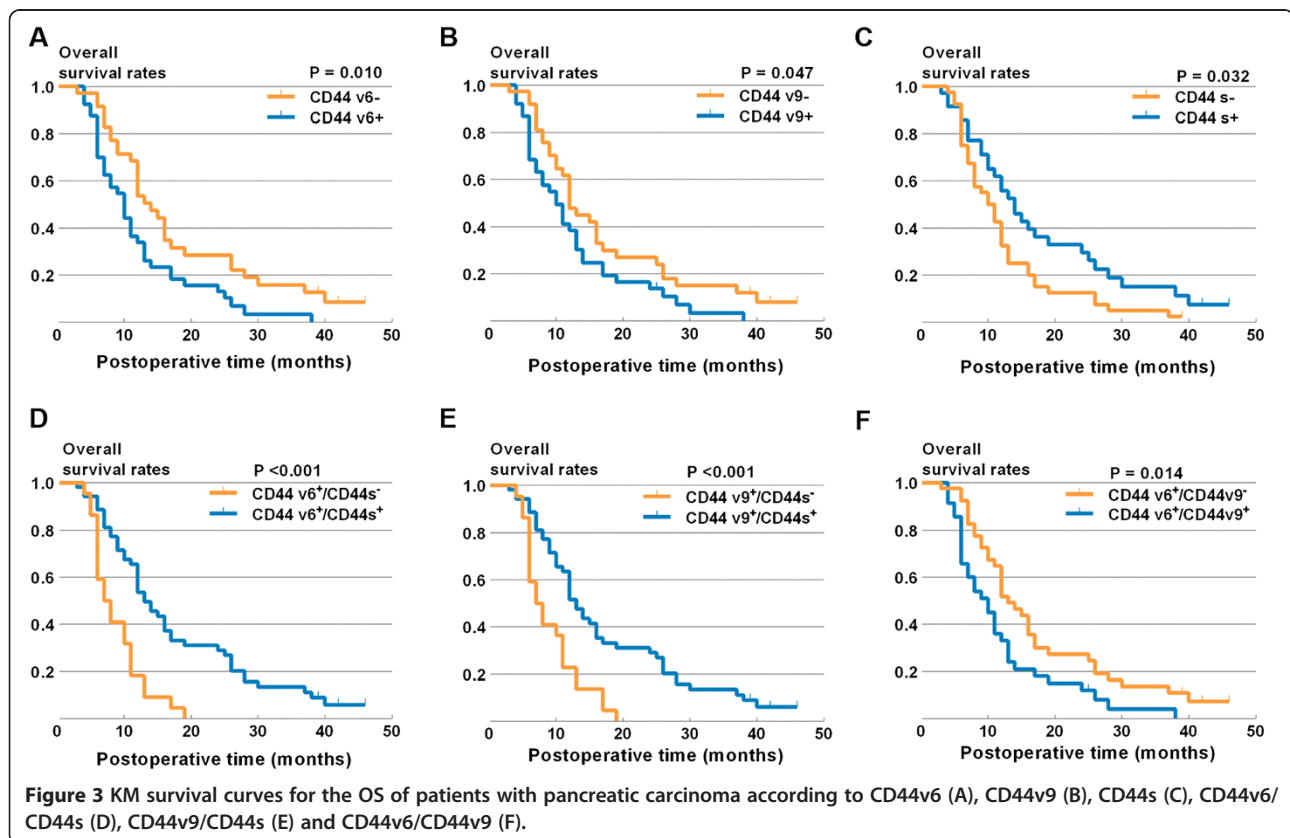 A
Overall
survival rates
P = 0.010
CD44 v6-
CD44 v6+
1.0
0.8
0.6
0.4
0.2
0 10 20 30 40 50
Postoperative time (months)
B
Overall
survival rates
P = 0.047
CD44 v9-
CD44 v9+
1.0
0.8
0.6
0.4
0.2
0 10 20 30 40 50
Postoperative time (months)
C
Overall
survival rates
P = 0.032
CD44 s-
CD44 s+
1.0
0.8
0.6
0.4
0.2
0 10 20 30 40 50
Postoperative time (months)
D
Overall
survival rates
P <0.001
CD44 v6⁺/CD44s⁻
CD44 v6⁺/CD44s⁺
1.0
0.8
0.6
0.4
0.2
0 10 20 30 40 50
Postoperative time (months)
E
Overall
survival rates
P <0.001
CD44 v9⁺/CD44s⁻
CD44 v9⁺/CD44s⁺
1.0
0.8
0.6
0.4
0.2
0 10 20 30 40 50
Postoperative time (months)
F
Overall
survival rates
P = 0.014
CD44 v6⁺/CD44v9⁻
CD44 v6⁺/CD44v9⁺
1.0
0.8
0.6
0.4
0.2
0 10 20 30 40 50
Postoperative time (months)
Figure 3 KM survival curves for the OS of patients with pancreatic carcinoma according to CD44v6 (A), CD44v9 (B), CD44s (C), CD44v6/
CD44s (D), CD44v9/CD44s (E) and CD44v6/CD44v9 (F).